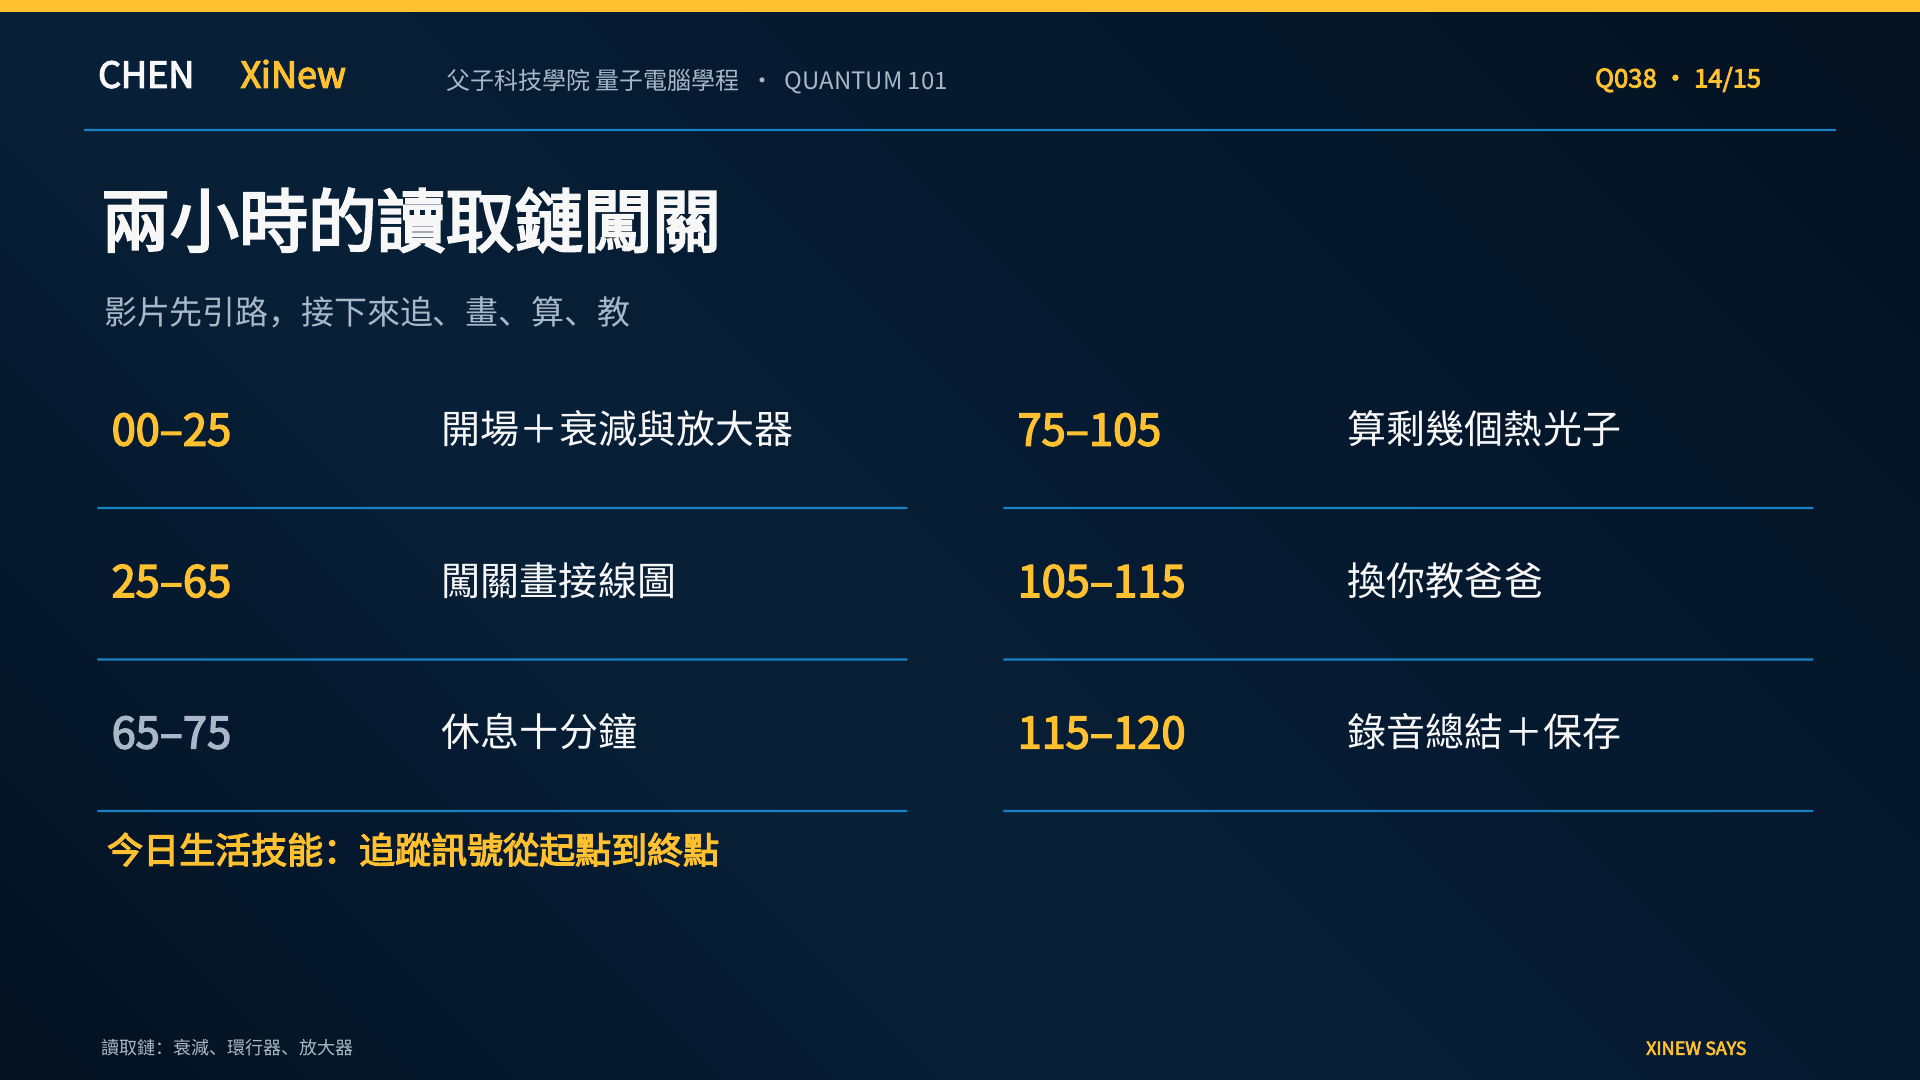 CHEN XiNew 父子科技學院 量子電腦學程 · QUANTUM 101 Q038 · 14/15
兩小時的讀取鏈闖關
影片先引路，接下來追、畫、算、教
00–25 開場＋衰減與放大器
25–65 闖關畫接線圖
65–75 休息十分鐘
75–105 算剩幾個熱光子
105–115 換你教爸爸
115–120 錄音總結＋保存
今日生活技能：追蹤訊號從起點到終點
讀取鏈：衰減、環行器、放大器 XINEW SAYS